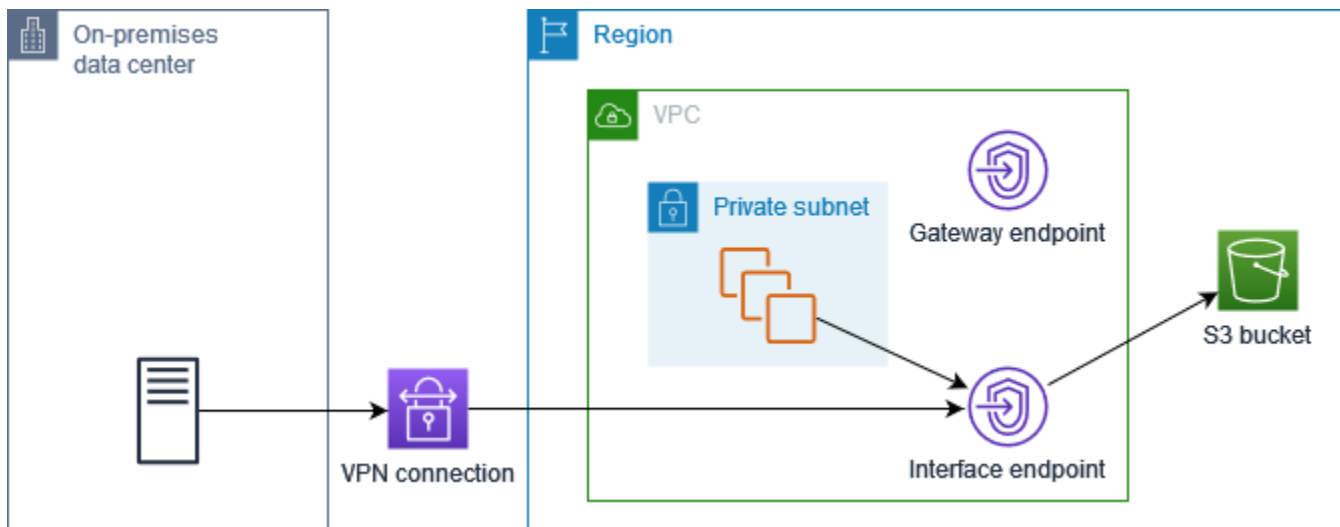 On-premises
data center
Region
VPC
Private subnet
Gateway endpoint
S3 bucket
VPN connection
Interface endpoint